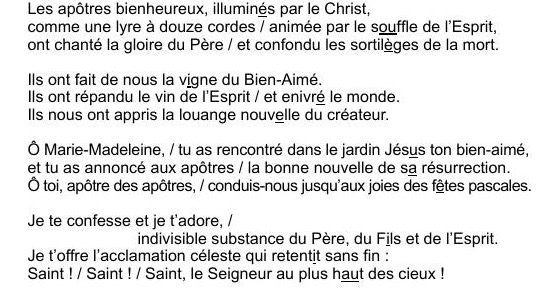 Les apôtres bienheureux, illuminés par le Christ,
comme une lyre à douze cordes / animée par le souffle de l'Esprit,
ont chanté la gloire du Père / et confondu les sortilèges de la mort.

Ils ont fait de nous la vigne du Bien-Aimé.
Ils ont répandu le vin de l'Esprit / et enivré le monde.
Ils nous ont appris la louange nouvelle du créateur.

Ô Marie-Madeleine, / tu as rencontré dans le jardin Jésus ton bien-aimé,
et tu as annoncé aux apôtres / la bonne nouvelle de sa résurrection.
Ô toi, apôtre des apôtres, / conduis-nous jusqu'aux joies des fêtes pascales.

Je te confesse et je t'adore, /
indivisible substance du Père, du Fils et de l'Esprit.
Je t'offre l'acclamation céleste qui retentit sans fin :
Saint ! / Saint ! / Saint, le Seigneur au plus haut des cieux !